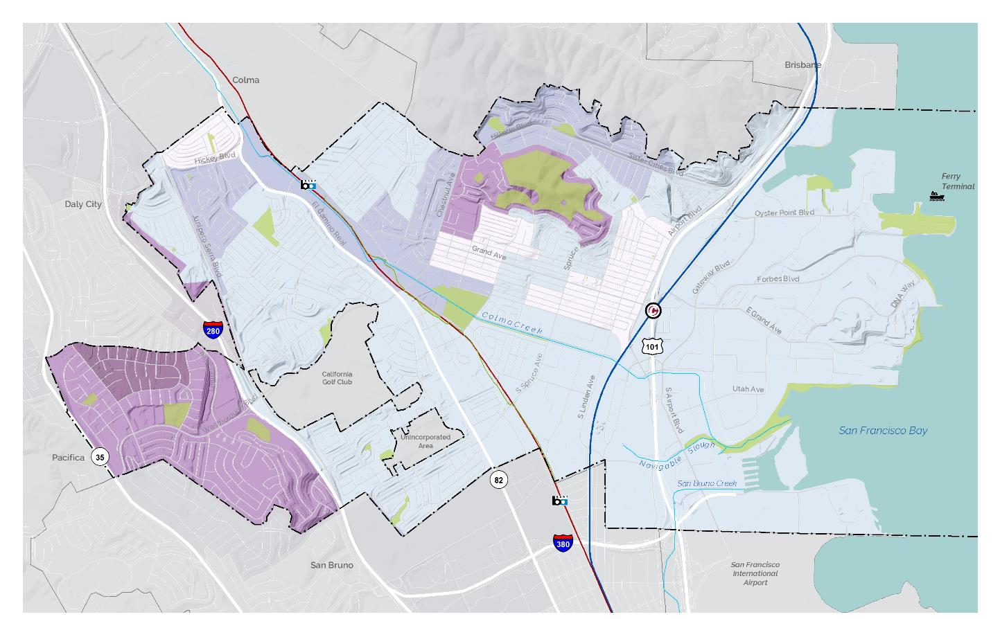 Brisbane
Colma
Hillside Blvd
Hickey Blvd
Sister Cities Blvd
Ferry
Terminal
ba
Chestnut Ave
Daly City
Oyster Point Blvd
El Camino Real
Airport Blvd
Junipero Serra Blvd
Grand Ave
Spruce Ave
Gateway Blvd
Forbes Blvd
DNA Way
E Grand Ave
Colma Creek
280
101
California
Golf Club
S Spruce Ave
S Linden Ave
Utah Ave
S Airport Blvd
Westborough Blvd
San Francisco Bay
Unincorporated
Area
Navigable Slough
Pacifica
35
82
San Bruno Creek
ba
380
San Bruno
San Francisco
International
Airport